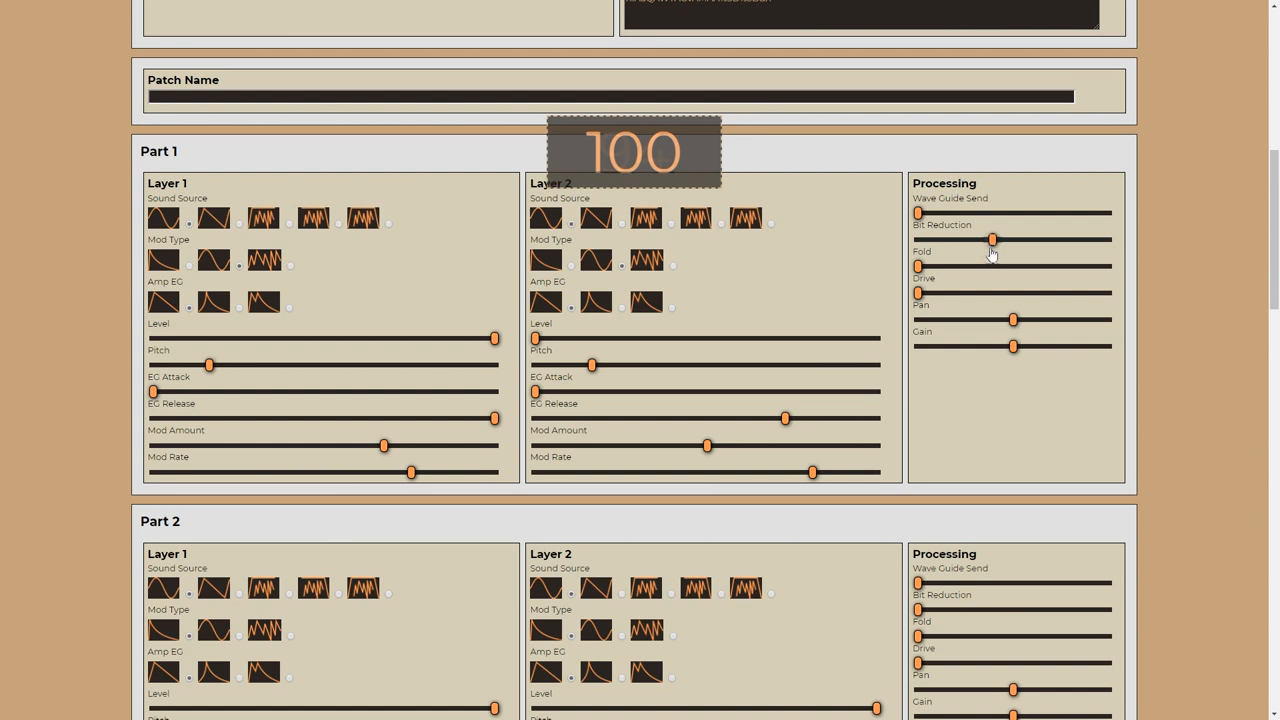 Patch Name
100
Part 1
Layer 1
Sound Source
Mod Type
Amp EG
Level
Pitch
EG Attack
EG Release
Mod Amount
Mod Rate
Layer 2
Sound Source
Mod Type
Amp EG
Level
Pitch
EG Attack
EG Release
Mod Amount
Mod Rate
Processing
Wave Guide Send
Bit Reduction
Fold
Drive
Pan
Gain
Part 2
Layer 1
Sound Source
Mod Type
Amp EG
Level
Layer 2
Sound Source
Mod Type
Amp EG
Level
Processing
Wave Guide Send
Bit Reduction
Fold
Drive
Pan
Gain